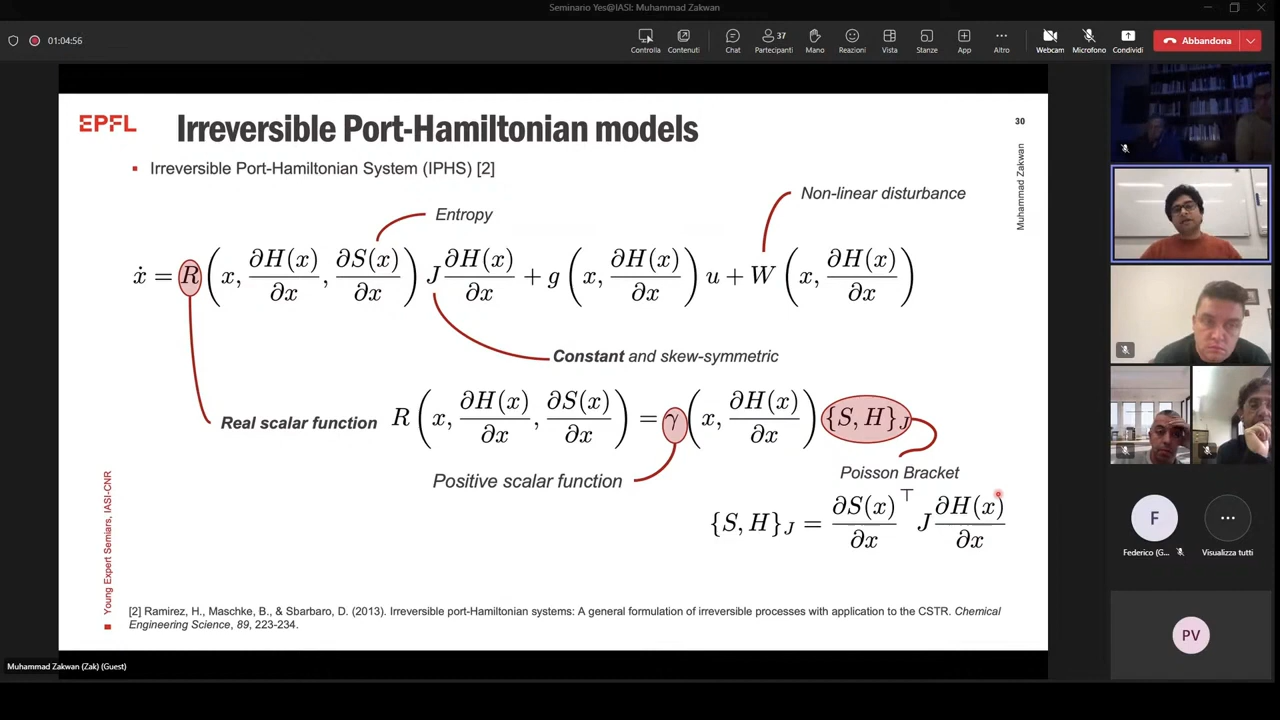 Seminario Yes@IASI: Muhammad Zakwan
01:04:56
Controlla Contenuti Chat Partecipanti 37 Mano Reazioni Vista Stanze App Altro Webcam Microfono Condividi Abbandona
EPFL
Irreversible Port-Hamiltonian models
30
Muhammad Zakwan
▪ Irreversible Port-Hamiltonian System (IPHS) [2]
Non-linear disturbance
Entropy
ẋ = R(x, ∂H(x)/∂x, ∂S(x)/∂x) J ∂H(x)/∂x + g(x, ∂H(x)/∂x) u + W(x, ∂H(x)/∂x)
Constant and skew-symmetric
Real scalar function
R(x, ∂H(x)/∂x, ∂S(x)/∂x) = γ(x, ∂H(x)/∂x) {S, H}_J
Positive scalar function
Poisson Bracket
{S, H}_J = ∂S(x)/∂x ⊤ J ∂H(x)/∂x
Young Expert Semiars, IASI-CNR
[2] Ramirez, H., Maschke, B., & Sbarbaro, D. (2013). Irreversible port-Hamiltonian systems: A general formulation of irreversible processes with application to the CSTR. Chemical
Engineering Science, 89, 223-234.
Muhammad Zakwan (Zak) (Guest)
F
...
Federico (G...
Visualizza tutti
PV